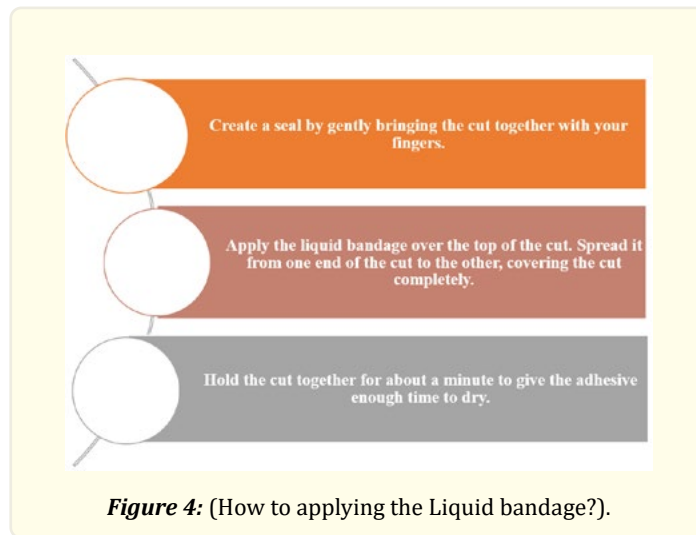 Create a seal by gently bringing the cut together with your
fingers.
Apply the liquid bandage over the top of the cut. Spread it
from one end of the cut to the other, covering the cut
completely.
Hold the cut together for about a minute to give the adhesive
enough time to dry.
Figure 4: (How to applying the Liquid bandage?).